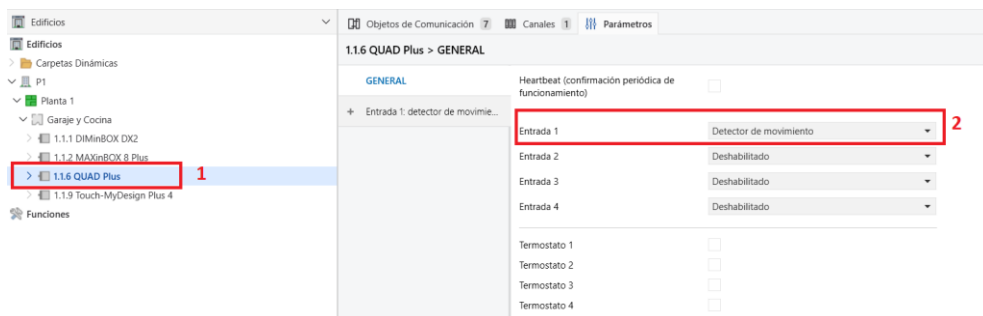 Edificios
Edificios
Carpetas Dinámicas
P1
Planta 1
Garaje y Cocina
1.1.1 DIMinBOX DX2
1.1.2 MAXinBOX 8 Plus
1.1.6 QUAD Plus
1
1.1.9 Touch-MyDesign Plus 4
Funciones
Objetos de Comunicación 7 Canales 1 Parámetros
1.1.6 QUAD Plus > GENERAL
GENERAL
+ Entrada 1: detector de movimie...
Heartbeat (confirmación periódica de
funcionamiento)
Entrada 1 Detector de movimiento
2
Entrada 2 Deshabilitado
Entrada 3 Deshabilitado
Entrada 4 Deshabilitado
Termostato 1
Termostato 2
Termostato 3
Termostato 4